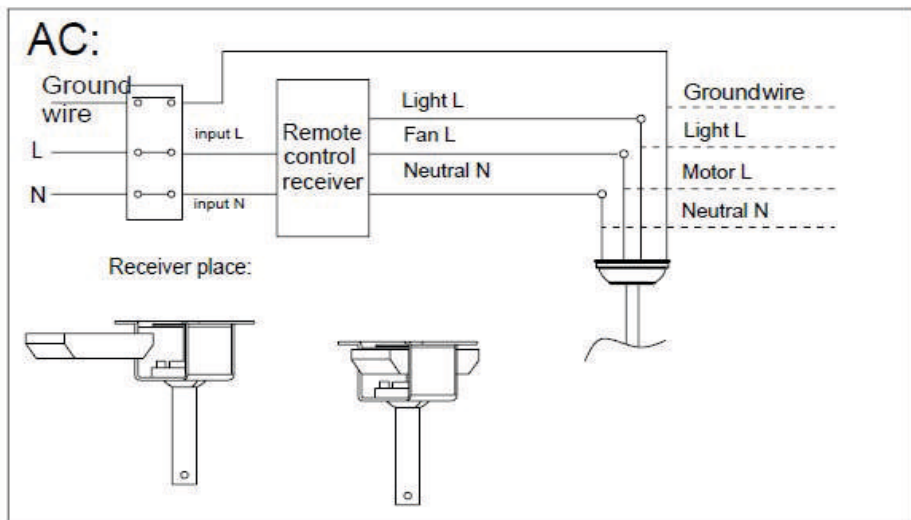 AC:
Ground
wire
L
N
input L
input N
Remote
control
receiver
Light L
Fan L
Neutral N
Groundwire
Light L
Motor L
Neutral N
Receiver place: